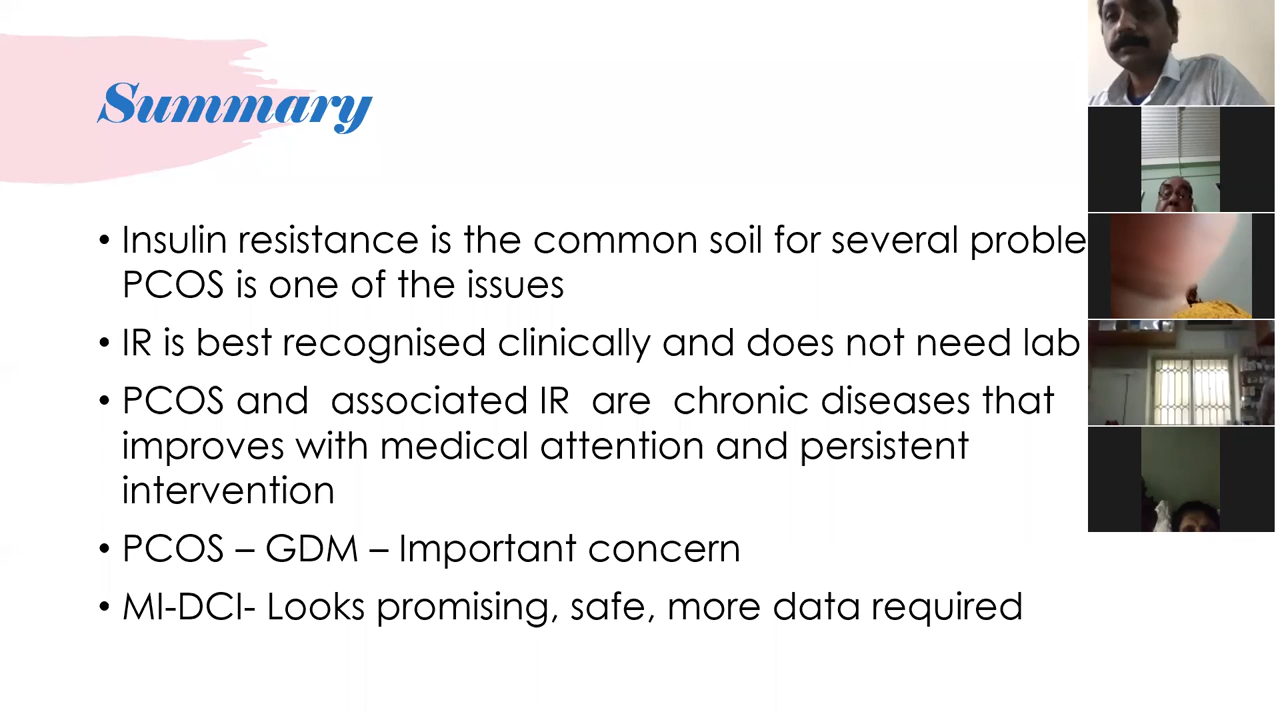 Summary
• Insulin resistance is the common soil for several proble
PCOS is one of the issues
• IR is best recognised clinically and does not need lab
• PCOS and associated IR are chronic diseases that
improves with medical attention and persistent
intervention
• PCOS – GDM – Important concern
• MI-DCI- Looks promising, safe, more data required